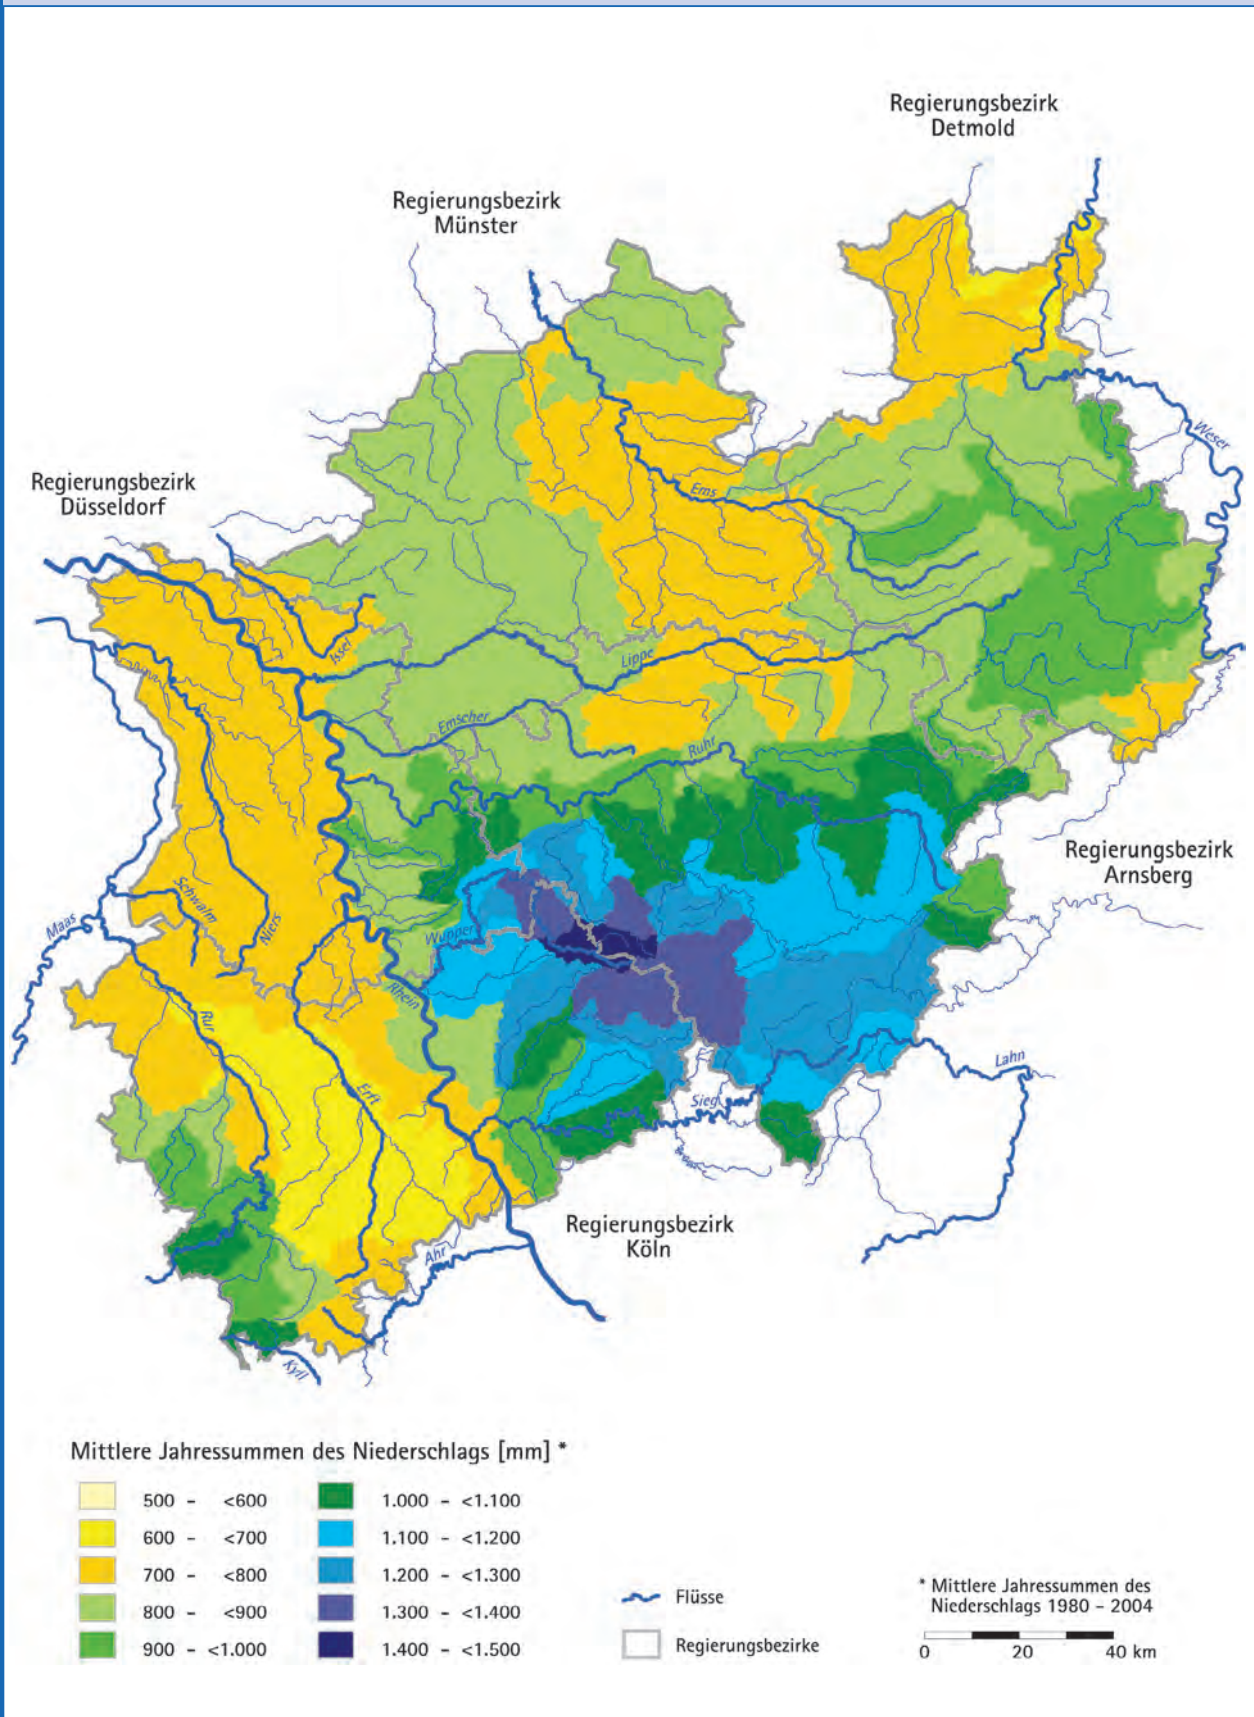 Regierungsbezirk
Detmold
Regierungsbezirk
Münster
Weser
Regierungsbezirk
Düsseldorf
Ems
Issel
Lippe
Emscher
Ruhr
Regierungsbezirk
Arnsberg
Schwalm
Maas
Niers
Wupper
Rhein
Rur
Lahn
Erft
Sieg
Regierungsbezirk
Köln
Ahr
Kyll
Mittlere Jahressummen des Niederschlags [mm] *
500 - <600
600 - <700
700 - <800
800 - <900
900 - <1.000
1.000 - <1.100
1.100 - <1.200
1.200 - <1.300
1.300 - <1.400
1.400 - <1.500
Flüsse
Regierungsbezirke
* Mittlere Jahressummen des
Niederschlags 1980 – 2004
0 20 40 km